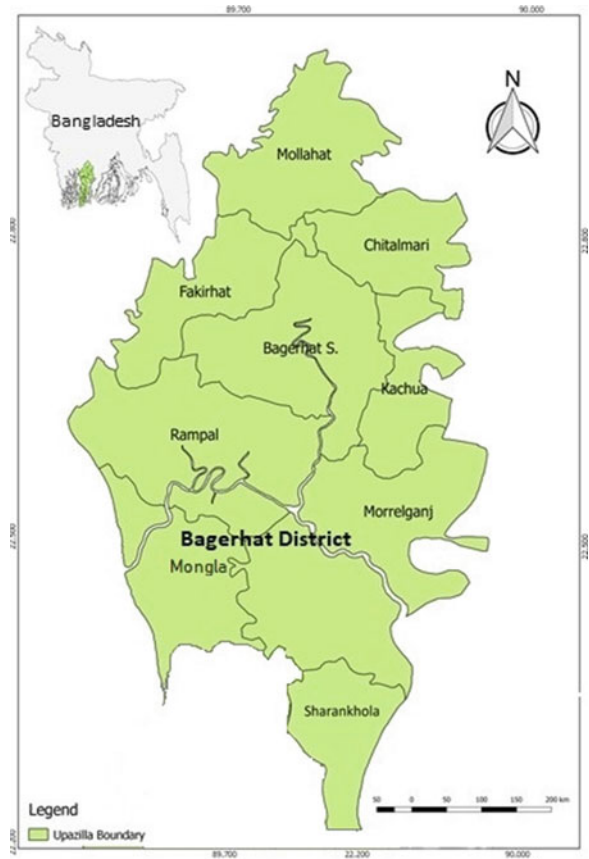 89.700
90.000
N
Bangladesh
Mollahat
22.800
22.800
Chitalmari
Fakirhat
Bagerhat S.
Kachua
Rampal
Morrelganj
22.500
22.500
Bagerhat District
Mongla
Sharankhola
50
0
50
100
150
200 km
Legend
Upazilla Boundary
22.200
89.700
22.200
90.000